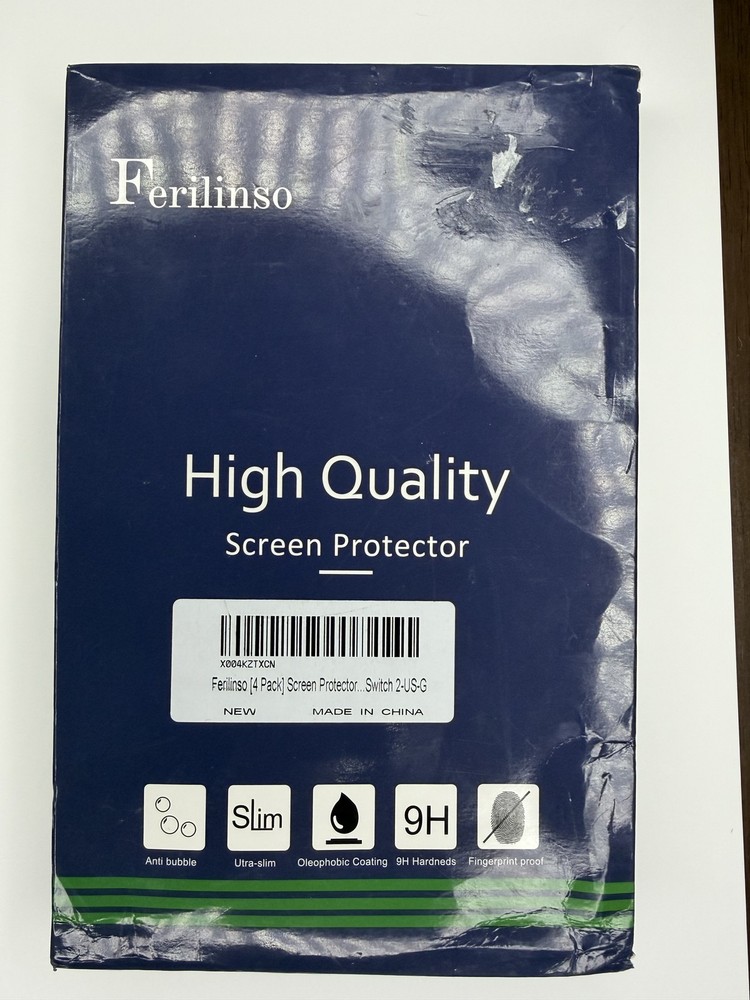 Ferilinso
High Quality
Screen Protector
X004KZTXCN
Ferilinso [4 Pack] Screen Protector...Switch 2-US-G
NEW MADE IN CHINA
Slim 9H
Anti bubble Utra-slim Oleophobic Coating 9H Hardneds Fingerprint proof